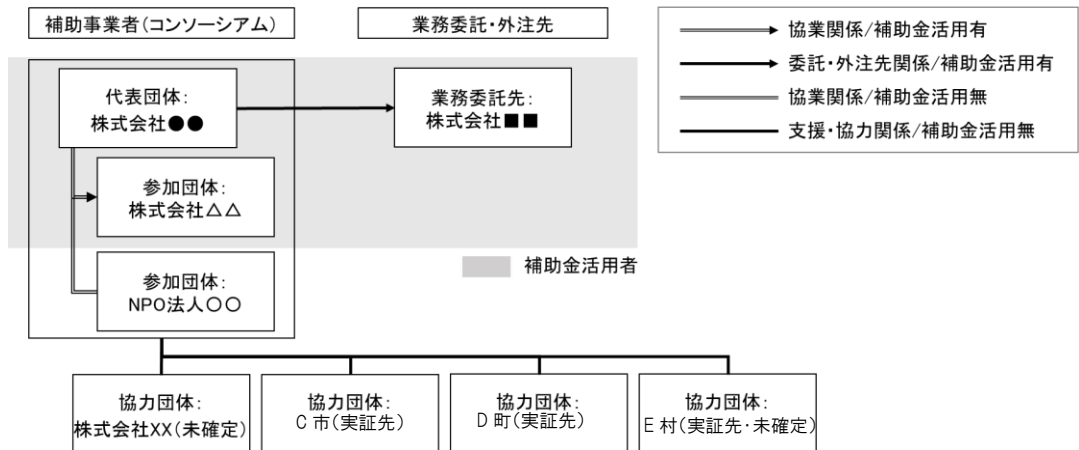 補助事業者(コンソーシアム)
業務委託・外注先
協業関係/補助金活用有
委託・外注先関係/補助金活用有
協業関係/補助金活用無
支援・協力関係/補助金活用無
代表団体：
株式会社●●
業務委託先：
株式会社■■
参加団体：
株式会社△△
参加団体：
NPO法人〇〇
補助金活用者
協力団体：
株式会社XX(未確定)
協力団体：
C市(実証先)
協力団体：
D町(実証先)
協力団体：
E村(実証先・未確定)